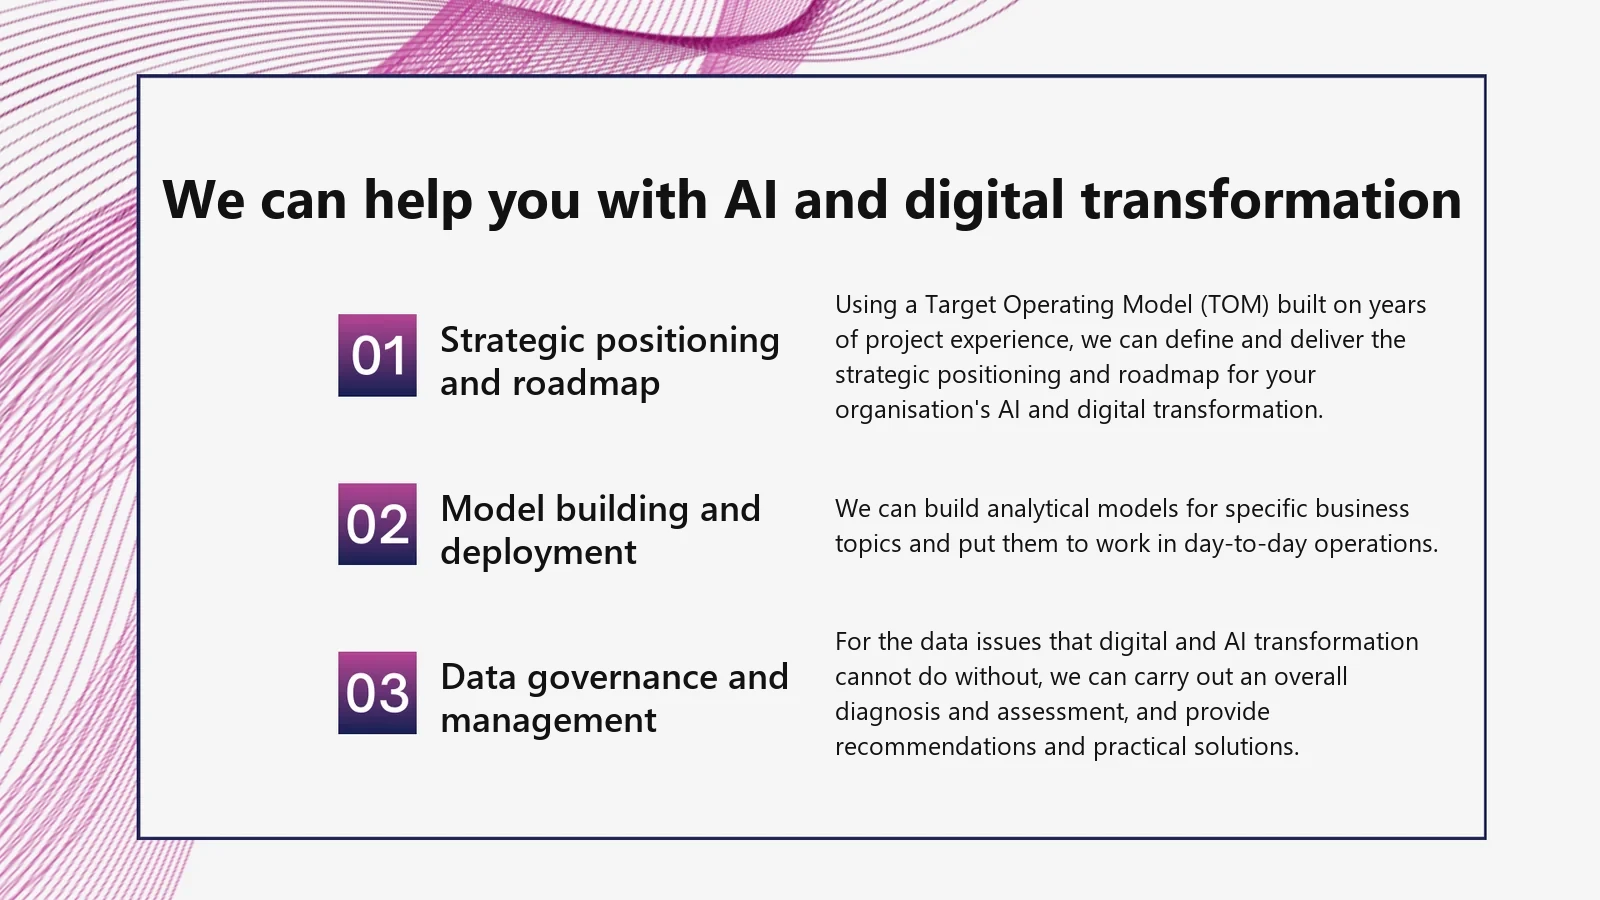 We can help you with AI and digital transformation
01
Strategic positioning
and roadmap
Using a Target Operating Model (TOM) built on years
of project experience, we can define and deliver the
strategic positioning and roadmap for your
organisation's AI and digital transformation.
02
Model building and
deployment
We can build analytical models for specific business
topics and put them to work in day-to-day operations.
03
Data governance and
management
For the data issues that digital and AI transformation
cannot do without, we can carry out an overall
diagnosis and assessment, and provide
recommendations and practical solutions.